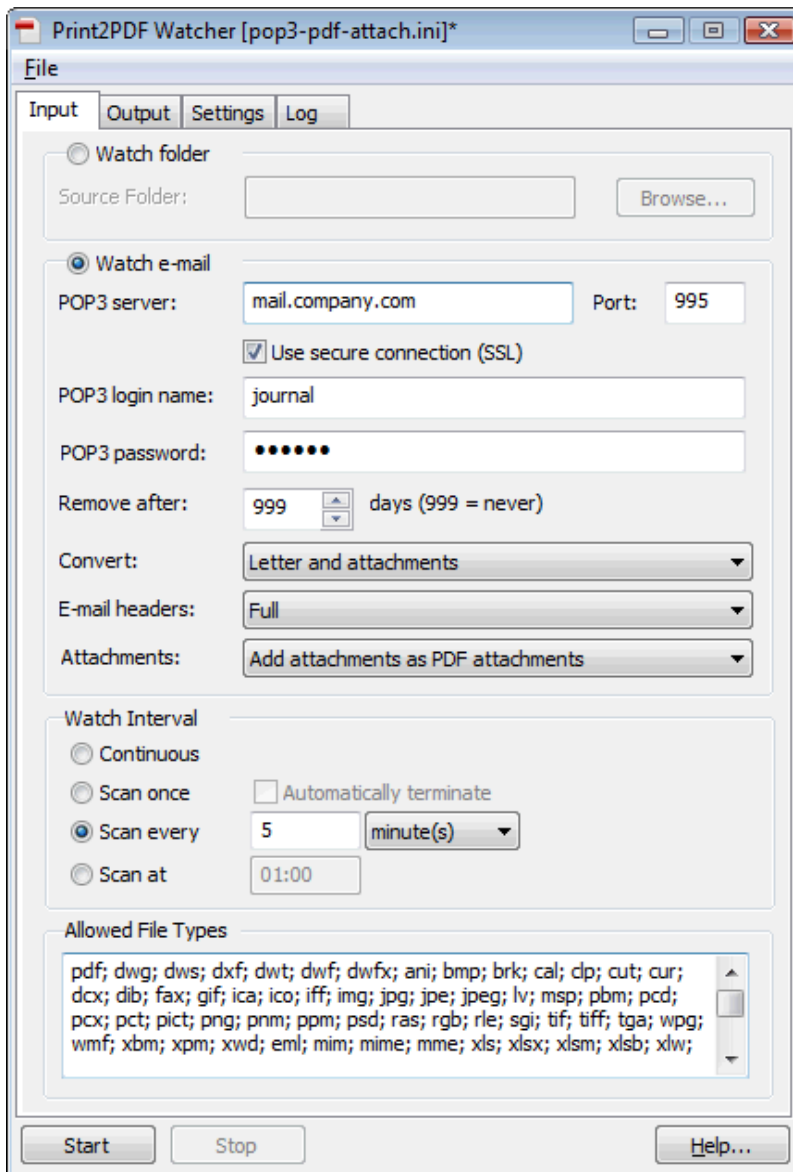 Print2PDF Watcher [pop3-pdf-attach.ini]*
File
Input Output Settings Log
Watch folder
Source Folder: Browse...
Watch e-mail
POP3 server: mail.company.com Port: 995
Use secure connection (SSL)
POP3 login name: journal
POP3 password: ••••••
Remove after: 999 days (999 = never)
Convert: Letter and attachments
E-mail headers: Full
Attachments: Add attachments as PDF attachments
Watch Interval
Continuous
Scan once Automatically terminate
Scan every 5 minute(s)
Scan at 01:00
Allowed File Types
pdf; dwg; dws; dxf; dwt; dwf; dwfx; ani; bmp; brk; cal; clp; cut; cur;
dcx; dib; fax; gif; ica; ico; iff; img; jpg; jpe; jpeg; lv; msp; pbm; pcd;
pcx; pct; pict; png; pnm; ppm; psd; ras; rgb; rle; sgi; tif; tiff; tga; wpg;
wmf; xbm; xpm; xwd; eml; mim; mime; mme; xls; xlsx; xlsm; xlsb; xlw;
Start Stop Help...